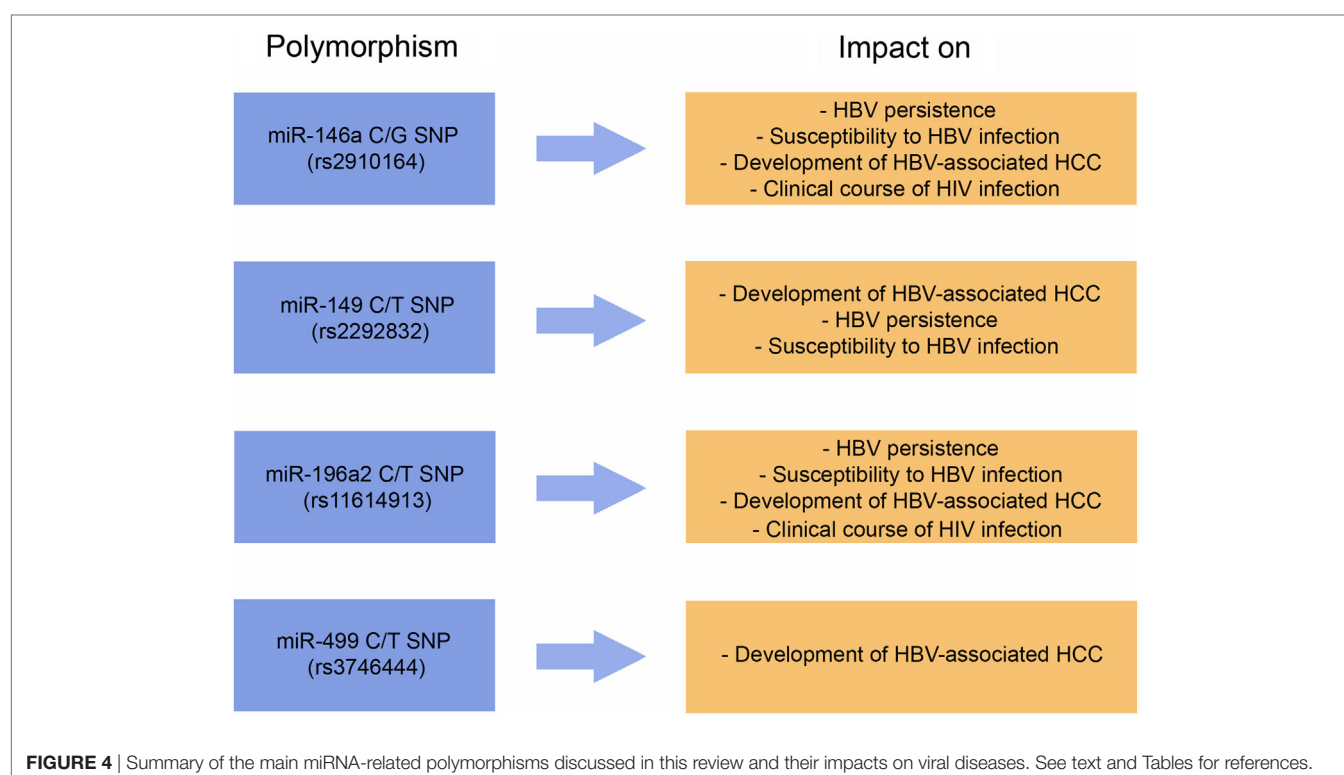 Polymorphism
Impact on
miR-146a C/G SNP
(rs2910164)
- HBV persistence
- Susceptibility to HBV infection
- Development of HBV-associated HCC
- Clinical course of HIV infection
miR-149 C/T SNP
(rs2292832)
- Development of HBV-associated HCC
- HBV persistence
- Susceptibility to HBV infection
miR-196a2 C/T SNP
(rs11614913)
- HBV persistence
- Susceptibility to HBV infection
- Development of HBV-associated HCC
- Clinical course of HIV infection
miR-499 C/T SNP
(rs3746444)
- Development of HBV-associated HCC
FIGURE 4 | Summary of the main miRNA-related polymorphisms discussed in this review and their impacts on viral diseases. See text and Tables for references.